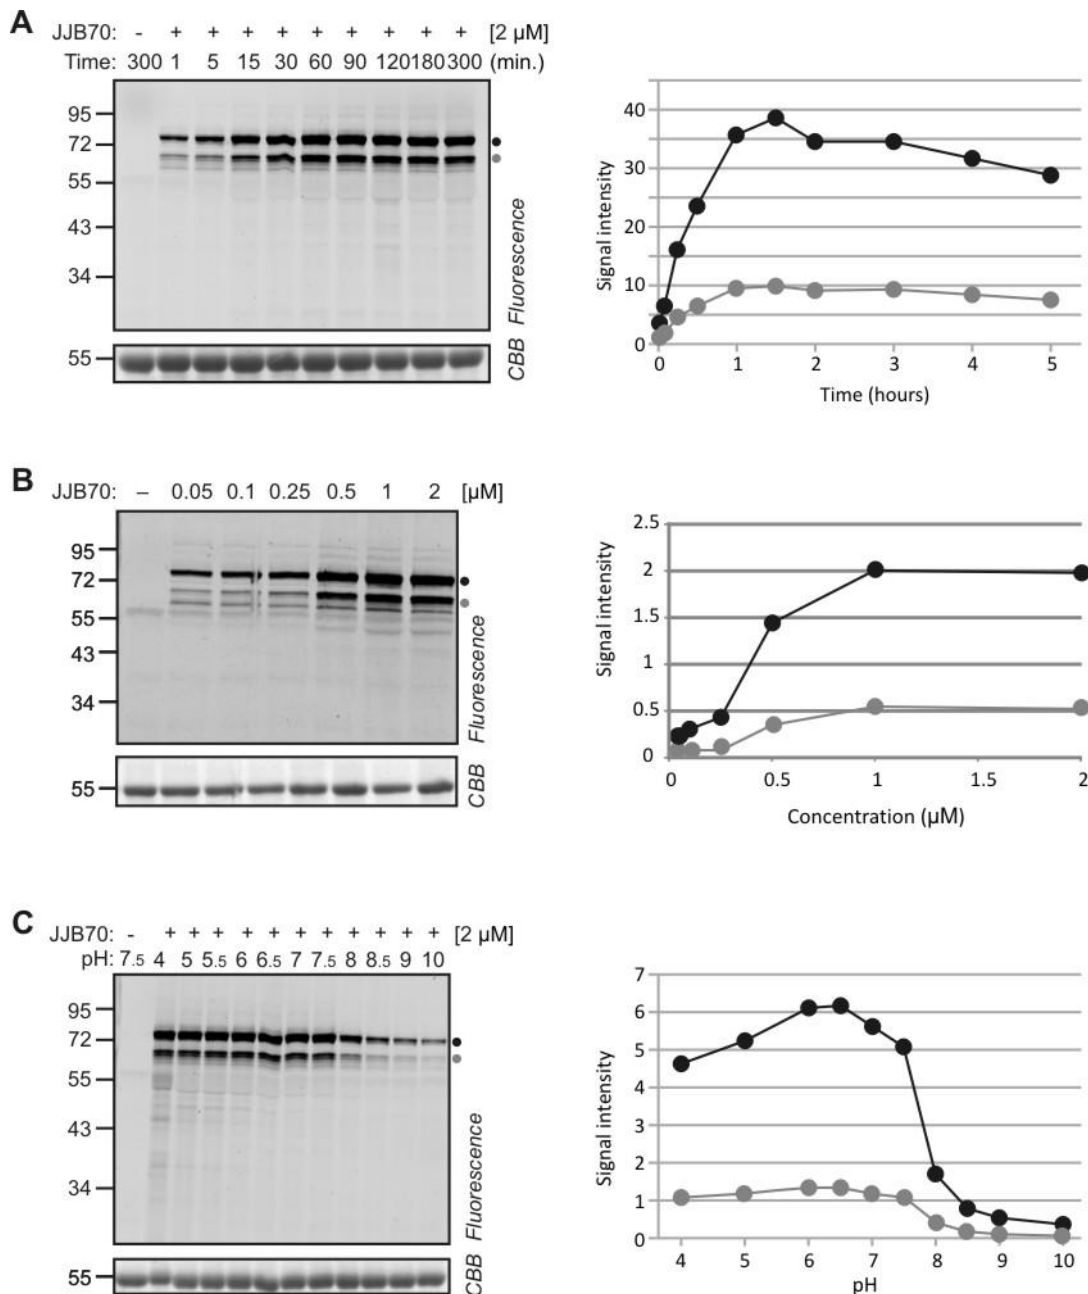 A
JJB70: - + + + + + + + + + [2 µM]
Time: 300 1 5 15 30 60 90 120 180 300 (min.)
95
72
55
43
34
Fluorescence
55
CBB
40
30
20
10
0
Signal intensity
1 2 3 4 5
Time (hours)
B
JJB70: – 0.05 0.1 0.25 0.5 1 2 [µM]
95
72
55
43
34
Fluorescence
55
CBB
2.5
2
1.5
1
0.5
0
Signal intensity
0 0.5 1 1.5 2
Concentration (µM)
C
JJB70: - + + + + + + + + + + + [2 µM]
pH: 7.5 4 5 5.5 6 6.5 7 7.5 8 8.5 9 10
95
72
55
43
34
Fluorescence
55
CBB
7
6
5
4
3
2
1
0
Signal intensity
4 5 6 7 8 9 10
pH